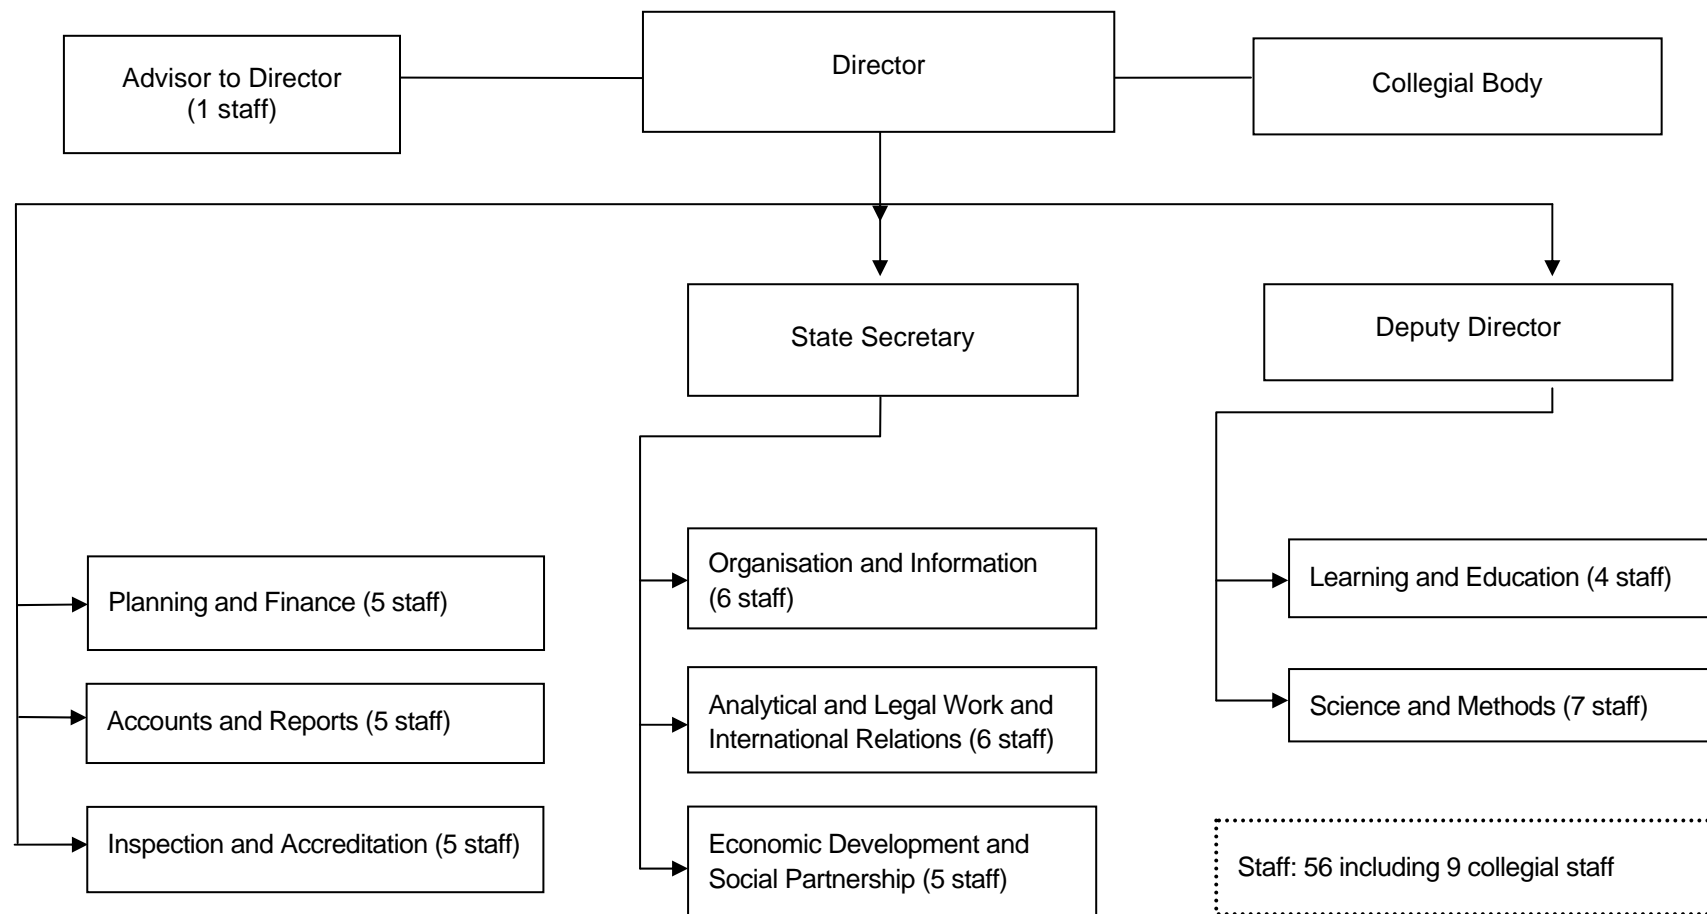 Advisor to Director
(1 staff)
Director
Collegial Body
State Secretary
Deputy Director
Planning and Finance (5 staff)
Accounts and Reports (5 staff)
Inspection and Accreditation (5 staff)
Organisation and Information
(6 staff)
Analytical and Legal Work and
International Relations (6 staff)
Economic Development and
Social Partnership (5 staff)
Learning and Education (4 staff)
Science and Methods (7 staff)
Staff: 56 including 9 collegial staff